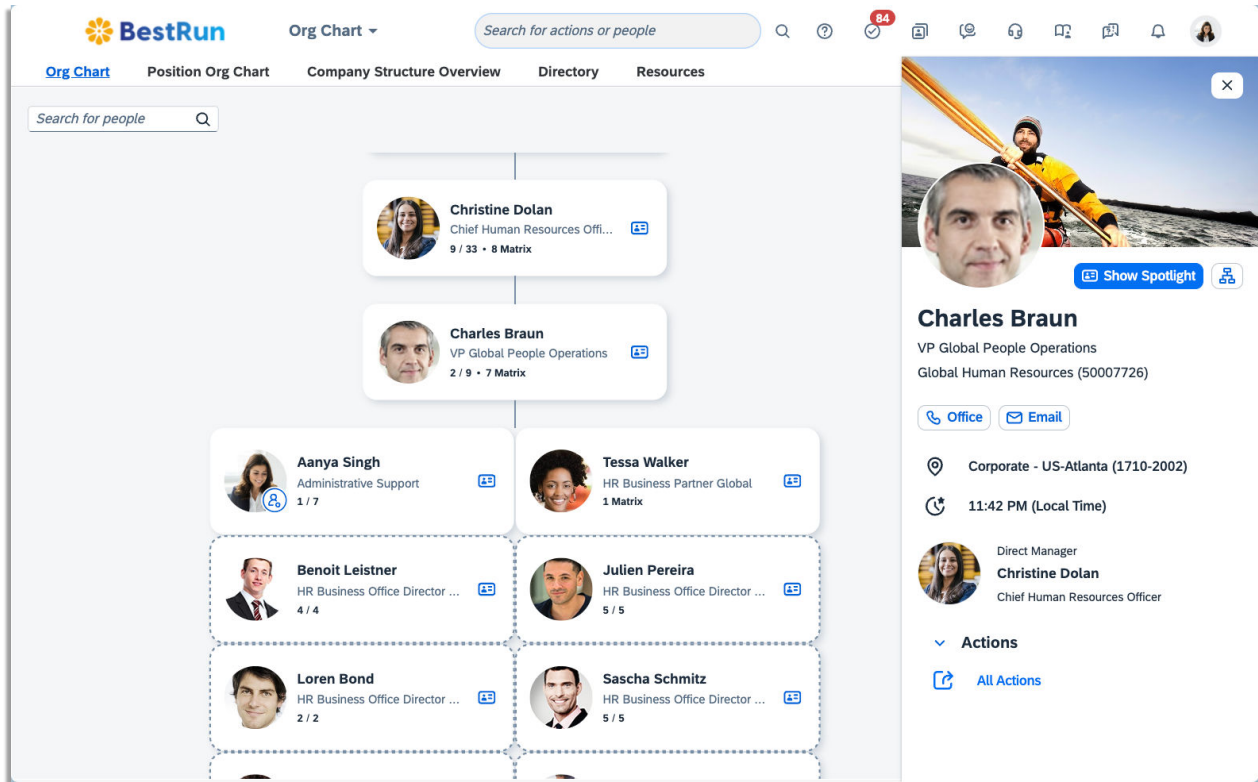 BestRun
Org Chart
Search for actions or people
84
Org Chart
Position Org Chart
Company Structure Overview
Directory
Resources
Search for people
Christine Dolan
Chief Human Resources Offi...
9 / 33 • 8 Matrix
Charles Braun
VP Global People Operations
2 / 9 • 7 Matrix
Aanya Singh
Administrative Support
1 / 7
Tessa Walker
HR Business Partner Global
1 Matrix
Benoit Leistner
HR Business Office Director ...
4 / 4
Julien Pereira
HR Business Office Director ...
5 / 5
Loren Bond
HR Business Office Director ...
2 / 2
Sascha Schmitz
HR Business Office Director ...
5 / 5
Show Spotlight
Charles Braun
VP Global People Operations
Global Human Resources (50007726)
Office
Email
Corporate - US-Atlanta (1710-2002)
11:42 PM (Local Time)
Direct Manager
Christine Dolan
Chief Human Resources Officer
Actions
All Actions